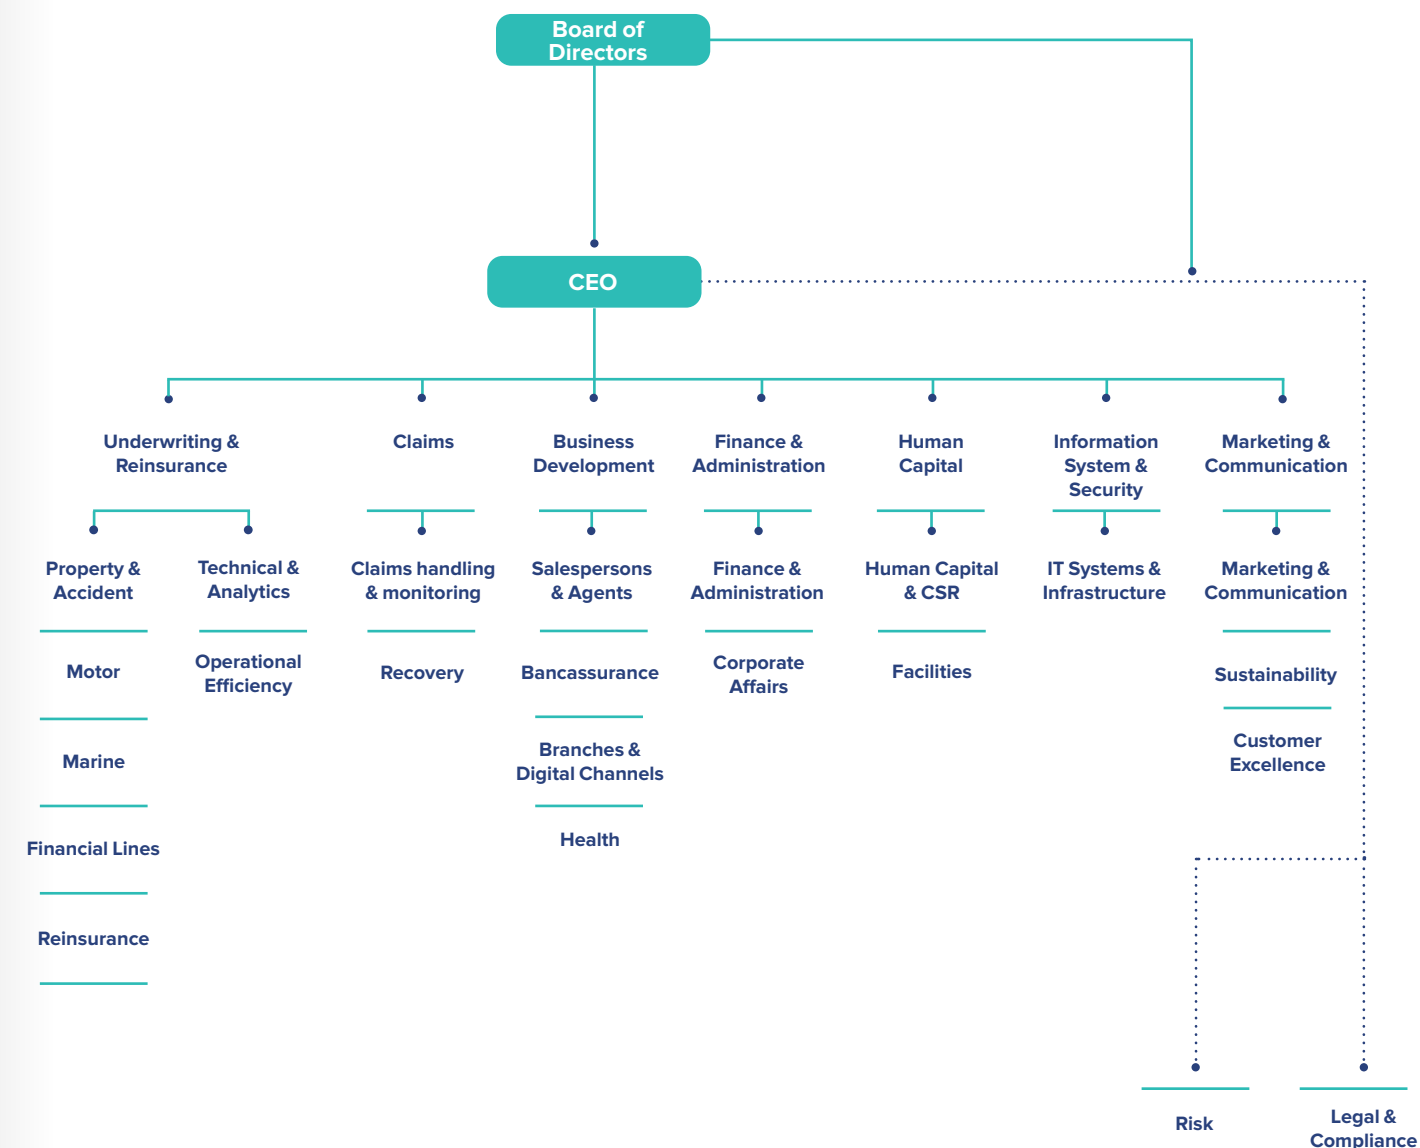 Board of
Directors
CEO
Underwriting &
Reinsurance
Claims
Business
Development
Finance &
Administration
Human
Capital
Information
System &
Security
Marketing &
Communication
Property &
Accident
Technical &
Analytics
Claims handling
& monitoring
Salespersons
& Agents
Finance &
Administration
Human Capital
& CSR
IT Systems &
Infrastructure
Marketing &
Communication
Motor
Operational
Efficiency
Recovery
Bancassurance
Corporate
Affairs
Facilities
Sustainability
Marine
Branches &
Digital Channels
Customer
Excellence
Financial Lines
Health
Reinsurance
Risk
Legal &
Compliance